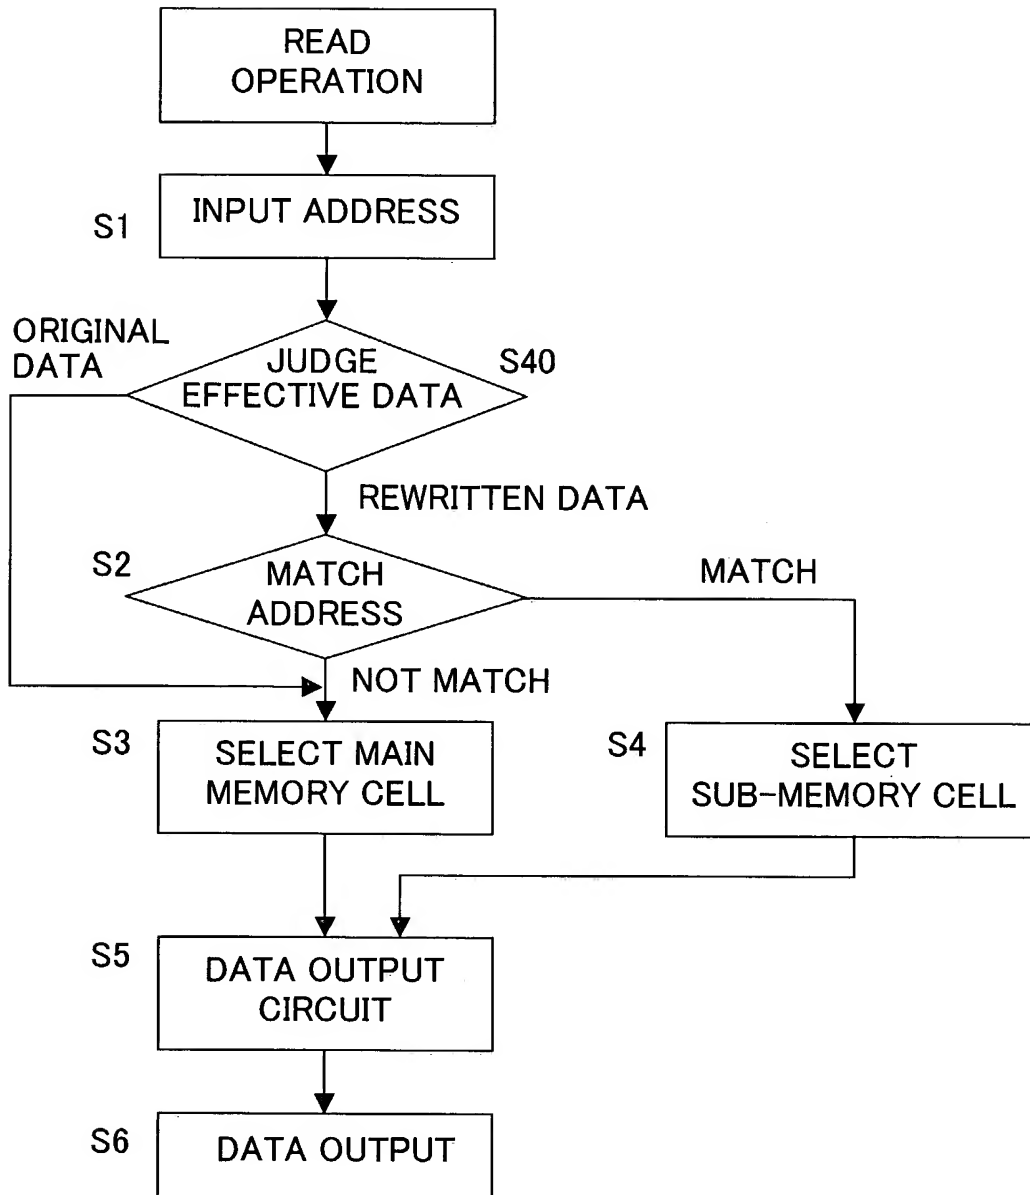 READ
OPERATION
S1
INPUT ADDRESS
ORIGINAL
DATA
JUDGE
EFFECTIVE DATA
S40
REWRITTEN DATA
S2
MATCH
ADDRESS
MATCH
NOT MATCH
S3
SELECT MAIN
MEMORY CELL
S4
SELECT
SUB-MEMORY CELL
S5
DATA OUTPUT
CIRCUIT
S6
DATA OUTPUT